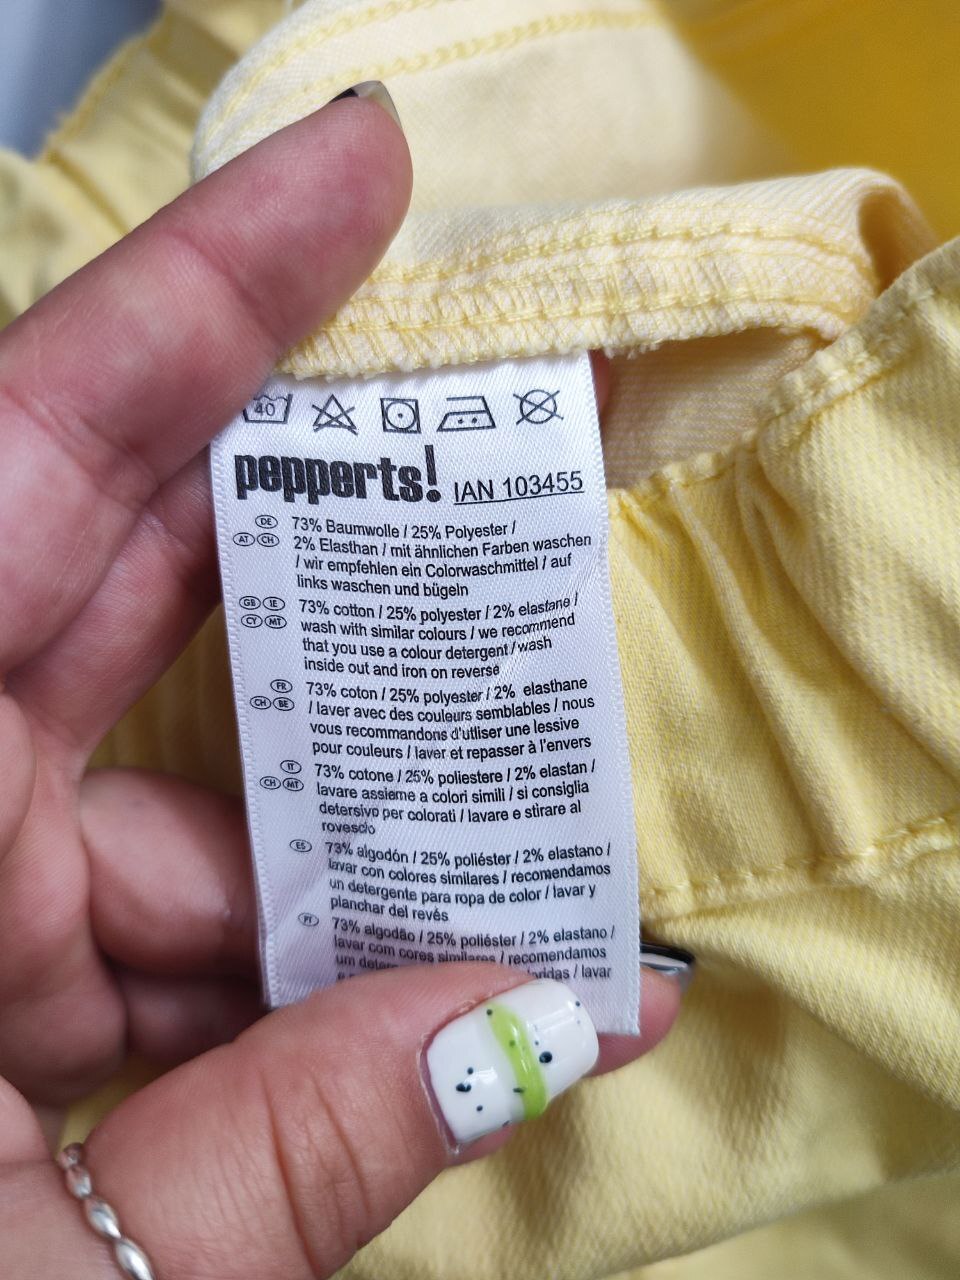 40
pepperts! IAN 103455
DE 73% Baumwolle / 25% Polyester /
AT CH 2% Elasthan / mit ähnlichen Farben waschen
/ wir empfehlen ein Colorwaschmittel / auf
links waschen und bügeln
GB IE 73% cotton / 25% polyester / 2% elastane /
CY MT wash with similar colours / we recommend
that you use a colour detergent / wash
inside out and iron on reverse
FR 73% coton / 25% polyester / 2% elasthane
CH BE / laver avec des couleurs semblables / nous
vous recommandons d'utliser une lessive
pour couleurs / laver et repasser à l'envers
IT 73% cotone / 25% poliestere / 2% elastan /
CH MT lavare assieme a colori simili / si consiglia
detersivo per colorati / lavare e stirare al
rovescio
ES 73% algodón / 25% poliéster / 2% elastano /
lavar con colores similares / recomendamos
un detergente para ropa de color / lavar y
planchar del revés
PT 73% algodão / 25% poliéster / 2% elastano /
lavar com cores similares / recomendamos
um / lavar